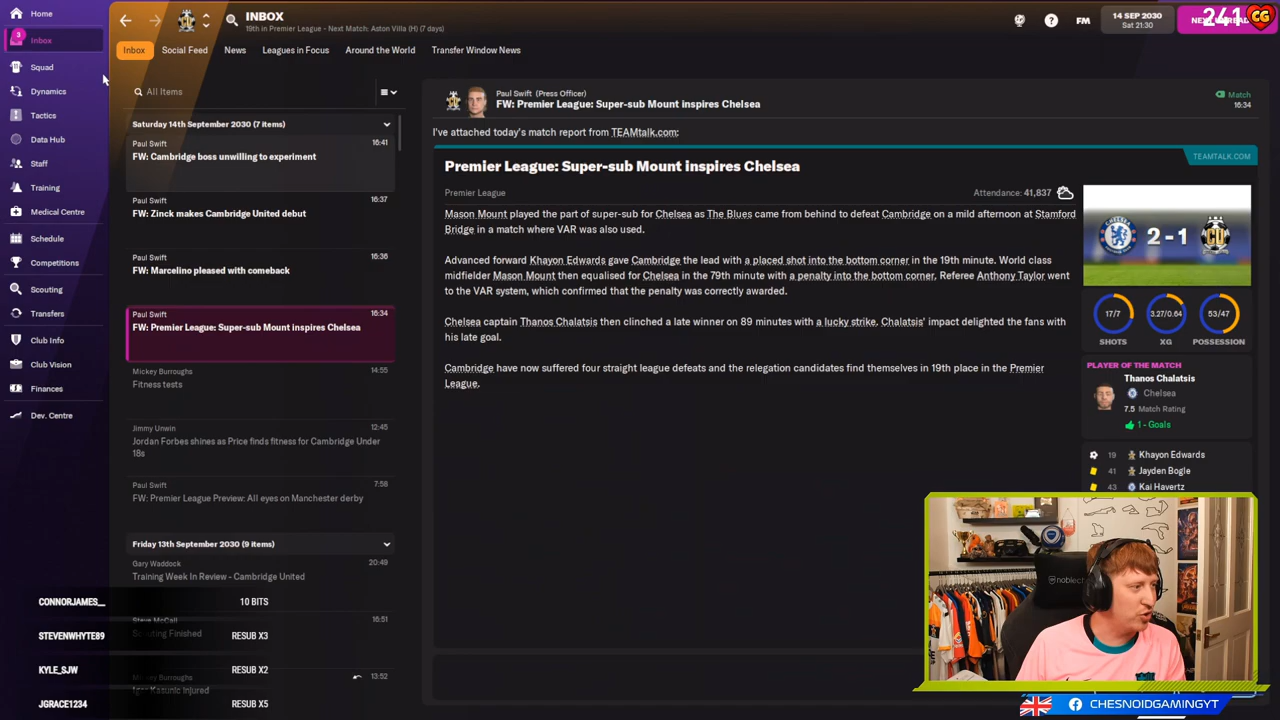 Home
3
Inbox
Squad
Dynamics
Tactics
Data Hub
Staff
Training
Medical Centre
Schedule
Competitions
Scouting
Transfers
Club Info
Club Vision
Finances
Dev. Centre
INBOX
19th in Premier League - Next Match: Aston Villa (H) (7 days)
FM
14 SEP 2030
Sat 21:30
241
CG
Inbox
Social Feed
News
Leagues in Focus
Around the World
Transfer Window News
All Items
Saturday 14th September 2030 (7 items)
Paul Swift 16:41
FW: Cambridge boss unwilling to experiment
Paul Swift 16:37
FW: Zinck makes Cambridge United debut
Paul Swift 16:36
FW: Marcelino pleased with comeback
Paul Swift 16:34
FW: Premier League: Super-sub Mount inspires Chelsea
Mickey Burroughs 14:55
Fitness tests
Jimmy Unwin 12:45
Jordan Forbes shines as Price finds fitness for Cambridge Under
18s
Paul Swift 7:58
FW: Premier League Preview: All eyes on Manchester derby
Friday 13th September 2030 (9 items)
Gary Waddock 20:49
Training Week In Review - Cambridge United
Steve McCall 16:51
Scouting Finished
Mickey Burroughs 13:52
Igor Kasunic injured
CONNORJAMES__ 10 BITS
STEVENWHYTE89 RESUB X3
KYLE_SJW RESUB X2
JGRACE1234 RESUB X5
Paul Swift (Press Officer)
FW: Premier League: Super-sub Mount inspires Chelsea
Match
16:34
I've attached today's match report from TEAMtalk.com:
Premier League: Super-sub Mount inspires Chelsea
TEAMTALK.COM
Premier League
Attendance: 41,837
Mason Mount played the part of super-sub for Chelsea as The Blues came from behind to defeat Cambridge on a mild afternoon at Stamford
Bridge in a match where VAR was also used.
Advanced forward Khayon Edwards gave Cambridge the lead with a placed shot into the bottom corner in the 19th minute. World class
midfielder Mason Mount then equalised for Chelsea in the 79th minute with a penalty into the bottom corner. Referee Anthony Taylor went
to the VAR system, which confirmed that the penalty was correctly awarded.
Chelsea captain Thanos Chalatsis then clinched a late winner on 89 minutes with a lucky strike. Chalatsis' impact delighted the fans with
his late goal.
Cambridge have now suffered four straight league defeats and the relegation candidates find themselves in 19th place in the Premier
League.
2 - 1
17/7
SHOTS
3.27/0.64
XG
53/47
POSSESSION
PLAYER OF THE MATCH
Thanos Chalatsis
Chelsea
7.5 Match Rating
1 - Goals
19 Khayon Edwards
41 Jayden Bogle
43 Kai Havertz
CHESNOIDGAMINGYT